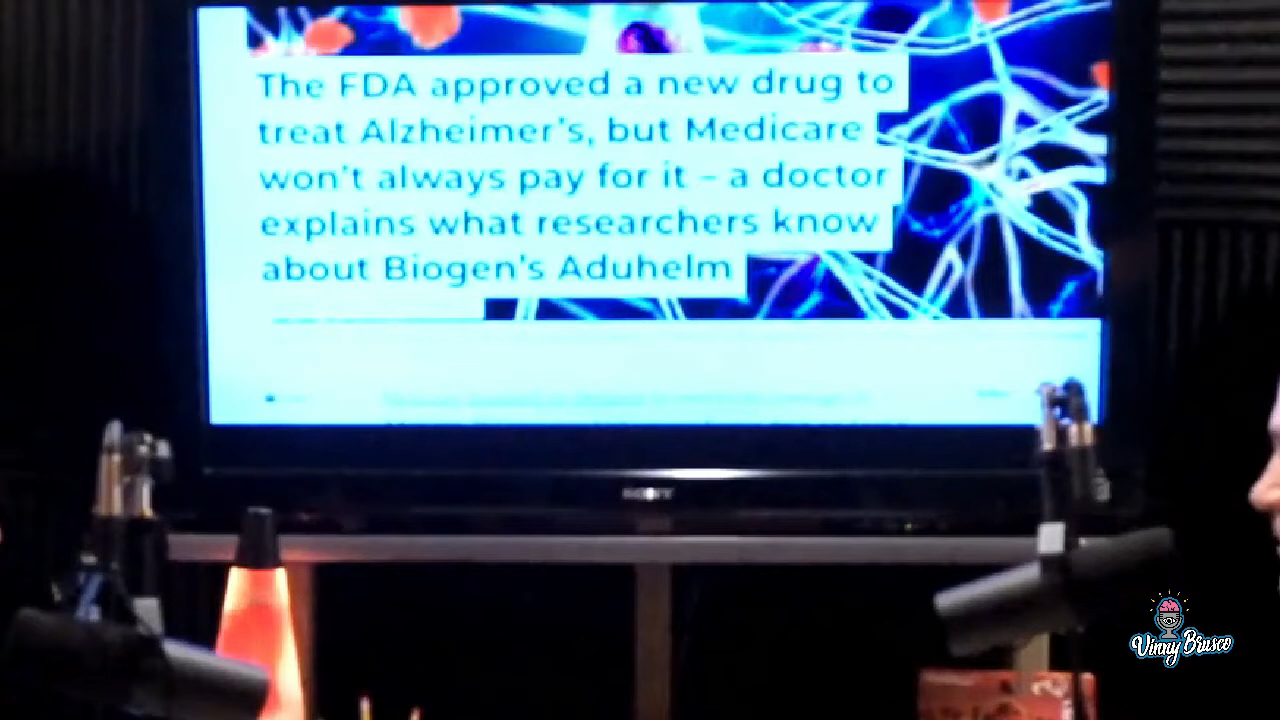 The FDA approved a new drug to
treat Alzheimer's, but Medicare
won't always pay for it – a doctor
explains what researchers know
about Biogen's Aduhelm
SONY
Vinny Brusco